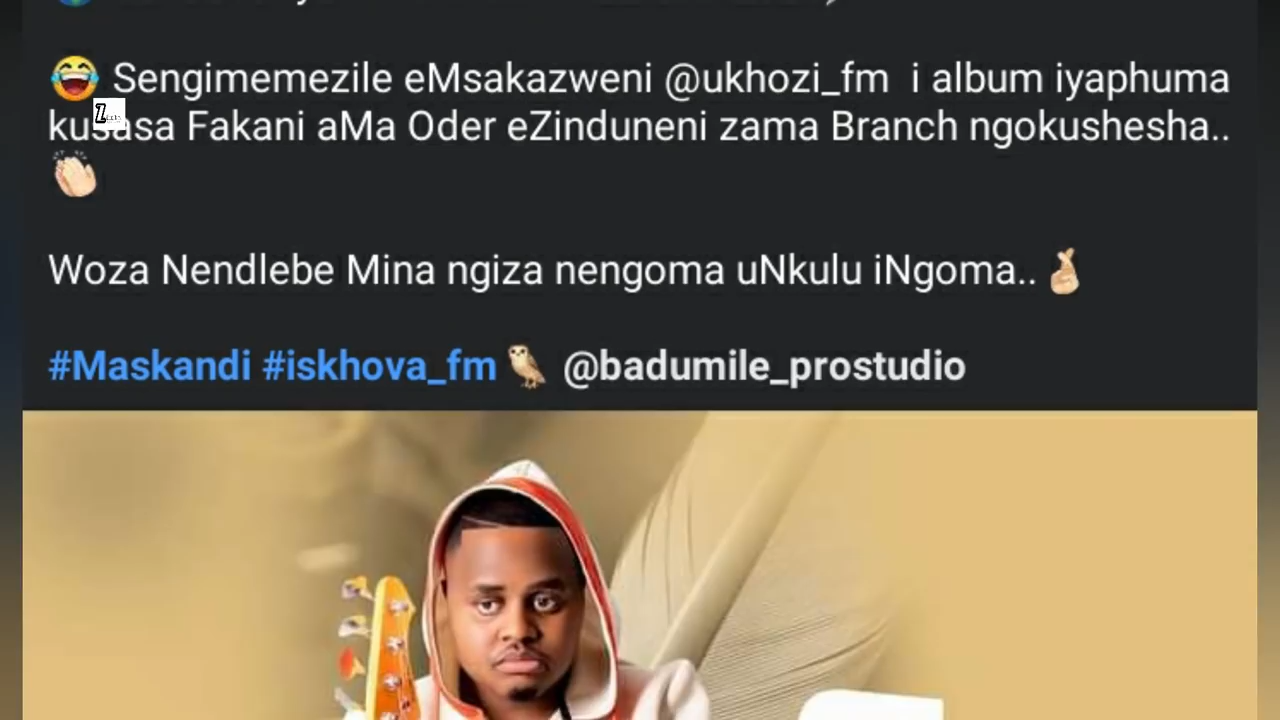 😂 Sengimemezile eMsakazweni @ukhozi_fm i album iyaphuma
kusasa Fakani aMa Oder eZinduneni zama Branch ngokushesha..
👏🏻
Woza Nendlebe Mina ngiza nengoma uNkulu iNgoma..🤞🏼
#Maskandi #iskhova_fm🦉 @badumile_prostudio